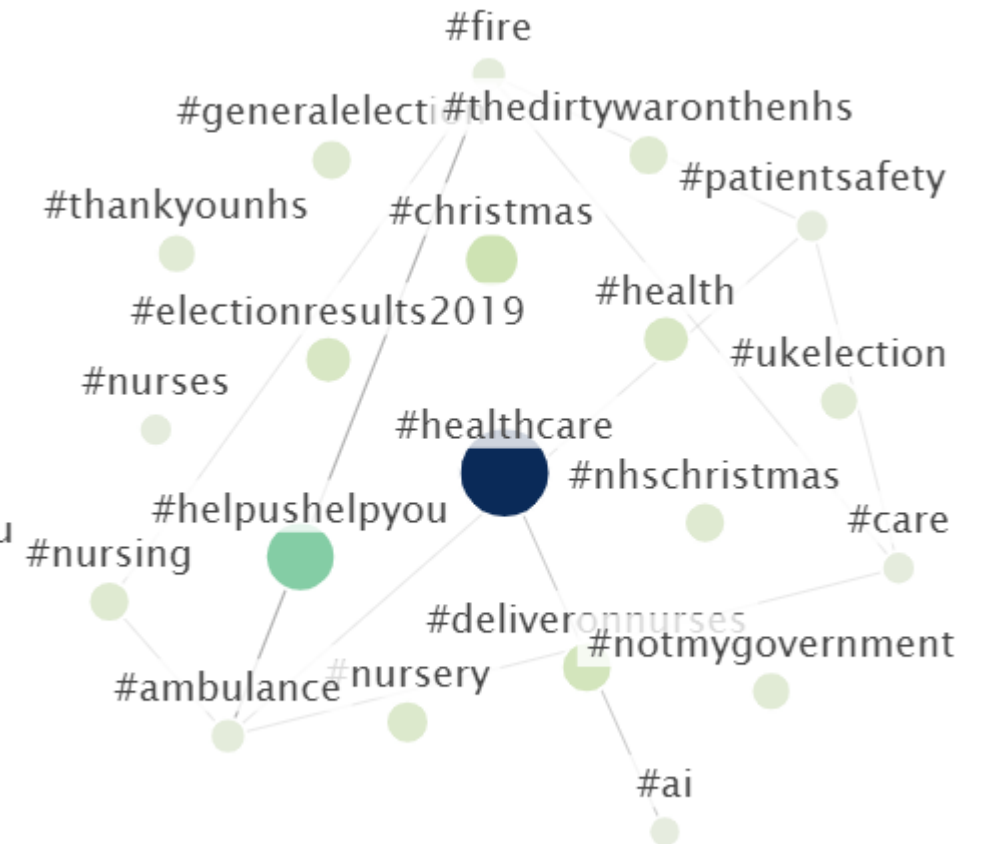 #fire
#generalelection
#thedirtywaronthenhs
#patientsafety
#thankyounhs
#christmas
#health
#electionresults2019
#ukelection
#nurses
#healthcare
#nhschristmas
#helpushelpyou
#care
u
#nursing
#deliveronnurses
#notmygovernment
#nursery
#ambulance
#ai